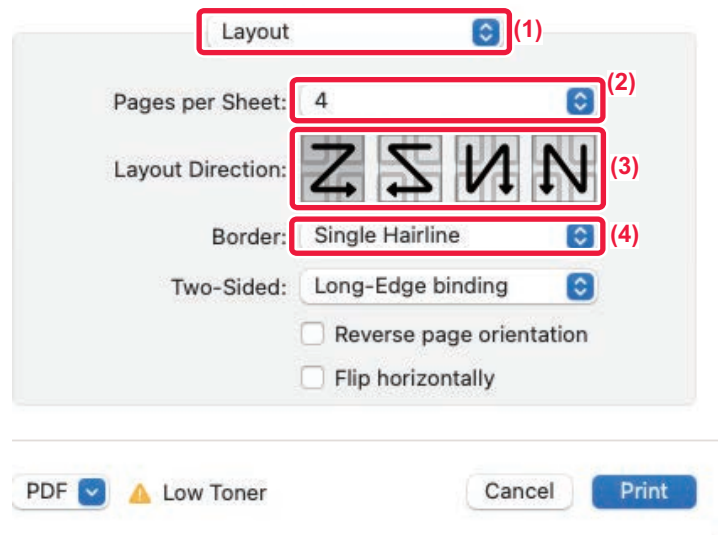 Layout (1)
Pages per Sheet: 4 (2)
Layout Direction: (3)
Border: Single Hairline (4)
Two-Sided: Long-Edge binding
Reverse page orientation
Flip horizontally
PDF Low Toner Cancel Print